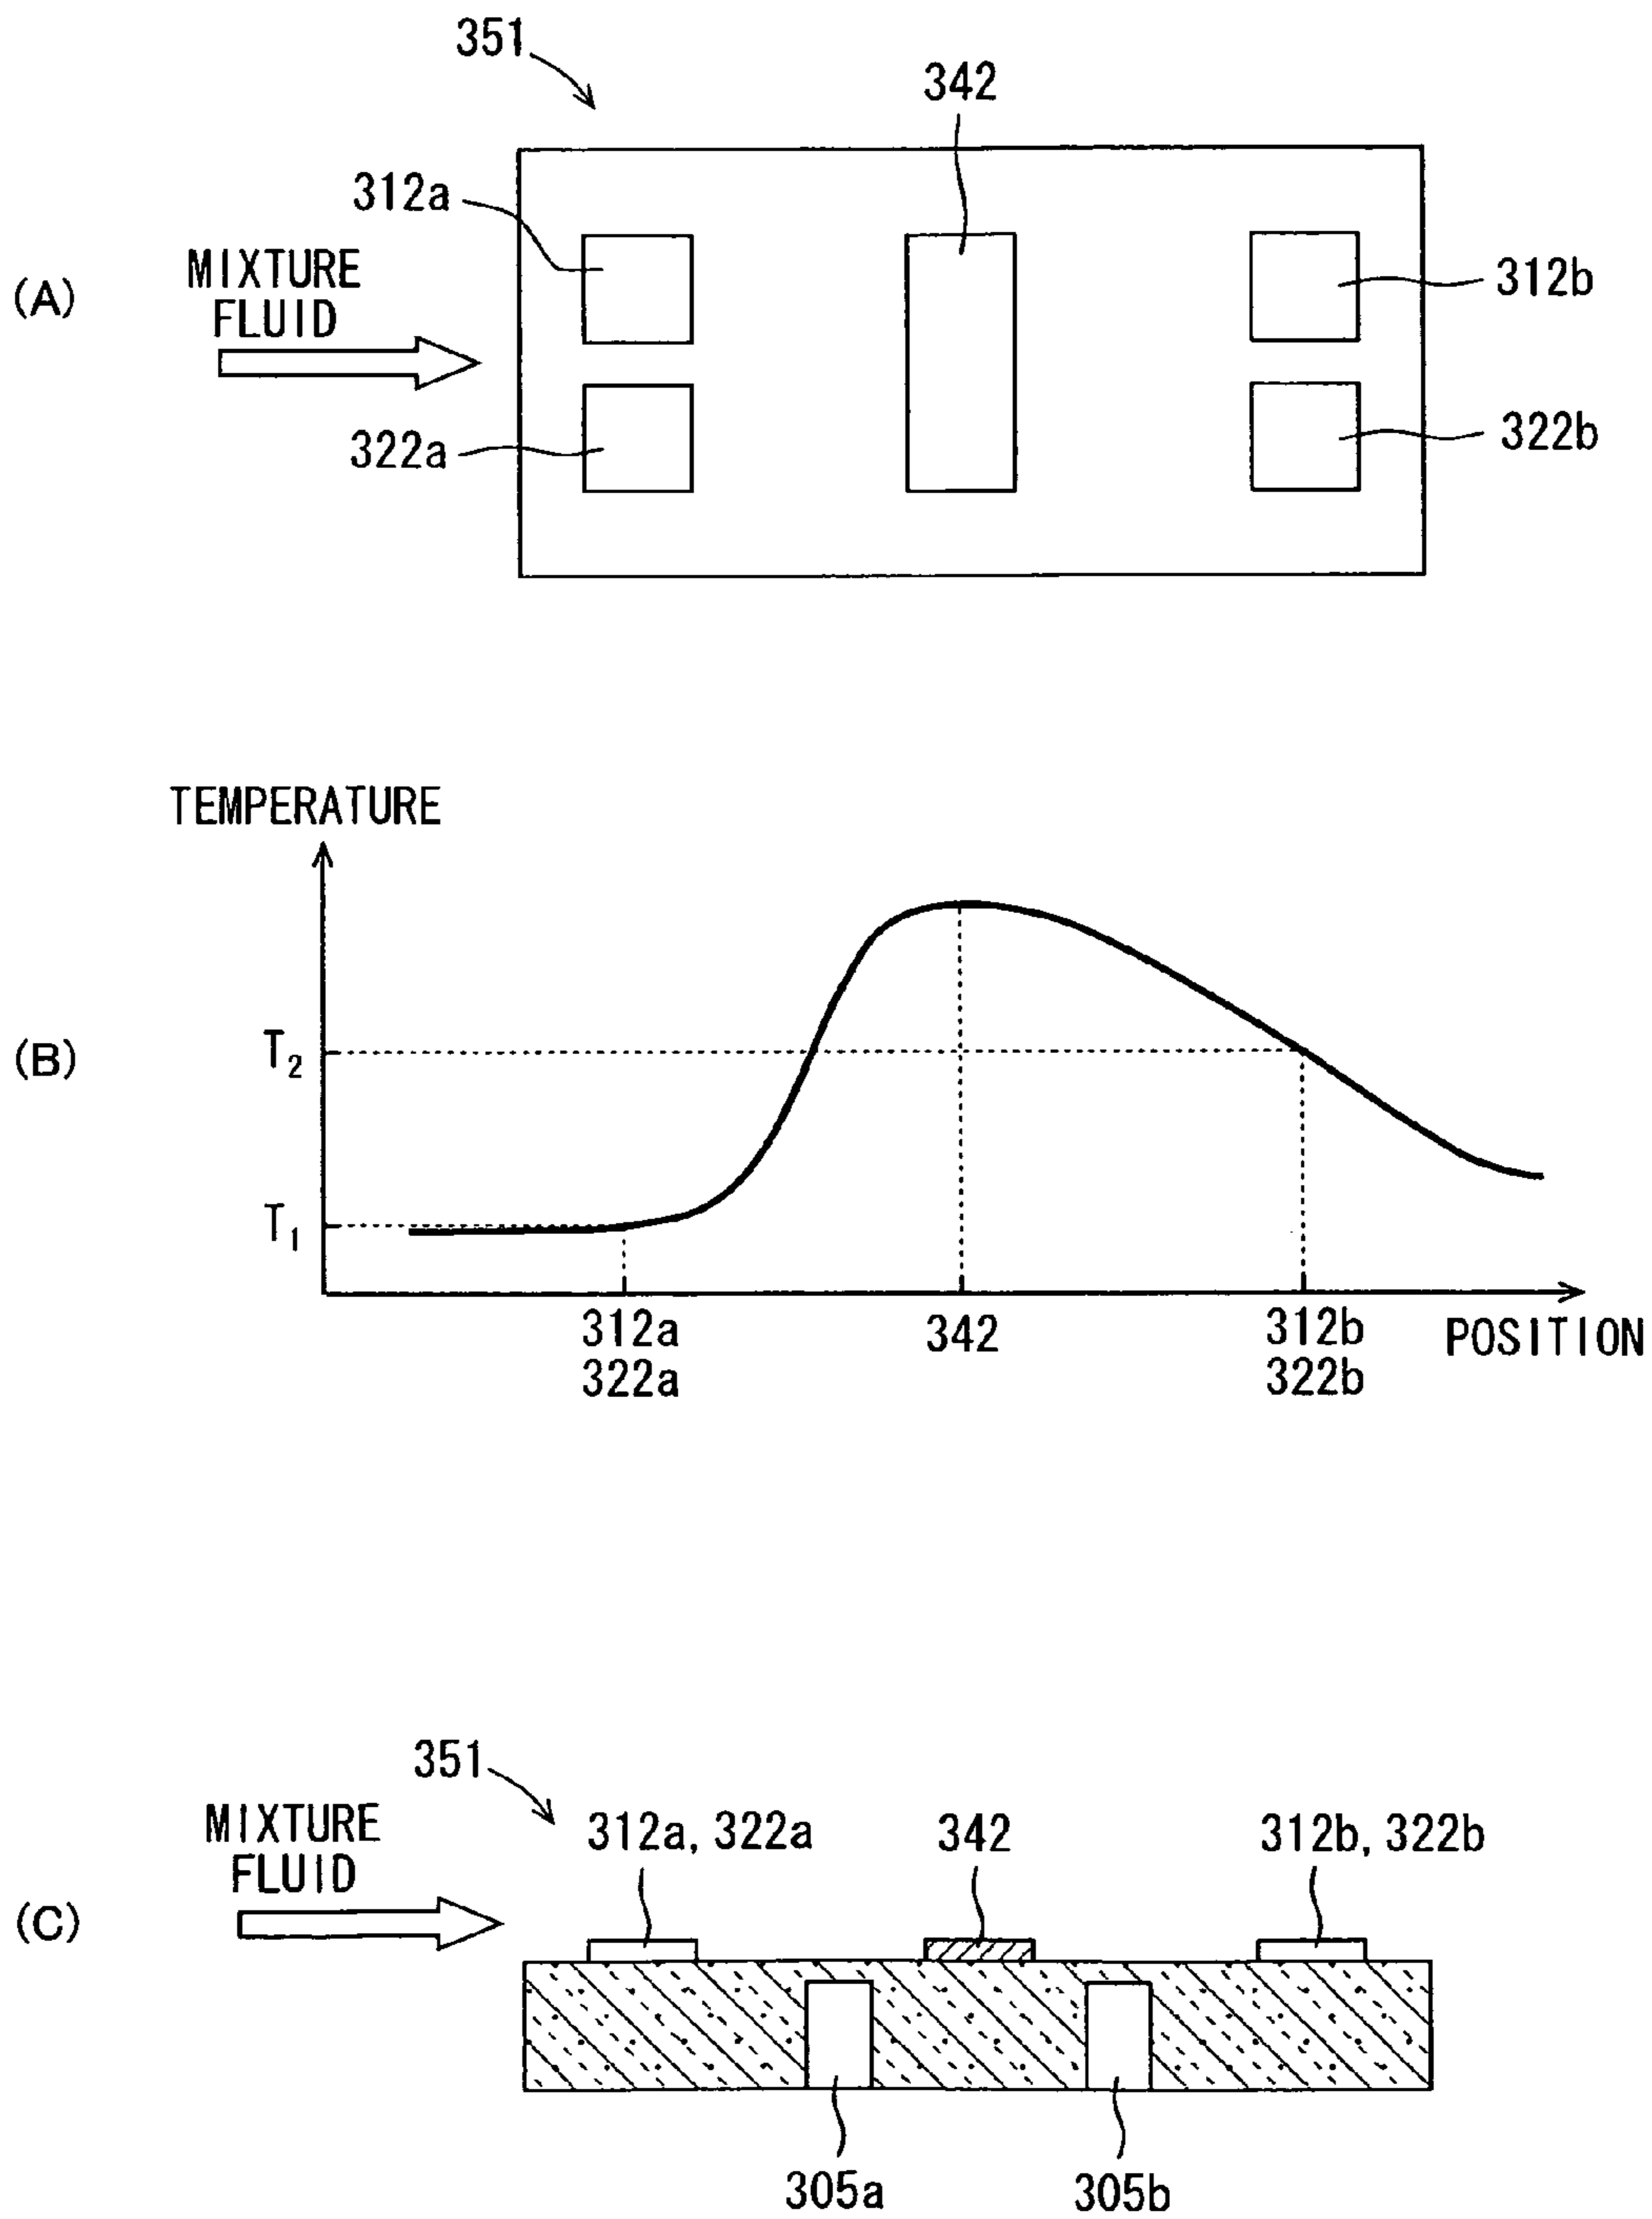 351
342
312a
MIXTURE
FLUID
(A)
312b
322a
322b
TEMPERATURE
(B)
T2
T1
312a
322a
342
312b
322b
POSITION
351
MIXTURE
FLUID
312a, 322a
342
312b, 322b
(C)
305a
305b